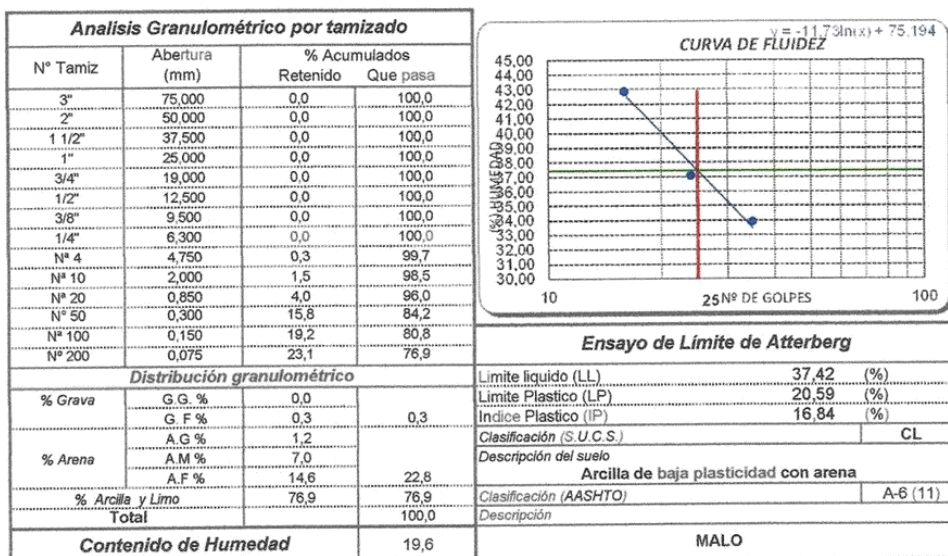 Analisis Granulométrico por tamizado
N° Tamiz Abertura (mm) % Acumulados
Retenido Que pasa
3" 75,000 0,0 100,0
2" 50,000 0,0 100,0
1 1/2" 37,500 0,0 100,0
1" 25,000 0,0 100,0
3/4" 19,000 0,0 100,0
1/2" 12,500 0,0 100,0
3/8" 9,500 0,0 100,0
1/4" 6,300 0,0 100,0
Nª 4 4,750 0,3 99,7
Nª 10 2,000 1,5 98,5
Nª 20 0,850 4,0 96,0
N° 50 0,300 15,8 84,2
Nª 100 0,150 19,2 80,8
Nº 200 0,075 23,1 76,9
Distribución granulométrico
% Grava G.G. % 0,0
G. F % 0,3 0,3
% Arena A.G % 1,2
A.M % 7,0
A.F % 14,6 22,8
% Arcilla y Limo 76,9 76,9
Total 100,0
Contenido de Humedad 19,6
y = -11,73ln(x) + 75,194
CURVA DE FLUIDEZ
45,00
44,00
43,00
42,00
41,00
40,00
39,00
38,00
37,00
36,00
35,00
34,00
33,00
32,00
31,00
30,00
10 25 Nº DE GOLPES 100
Ensayo de Límite de Atterberg
Limite liquido (LL) 37,42 (%)
Limite Plastico (LP) 20,59 (%)
Indice Plastico (IP) 16,84 (%)
Clasificación (S.U.C.S.) CL
Descripción del suelo
Arcilla de baja plasticidad con arena
Clasificación (AASHTO) A-6 (11)
Descripción
MALO